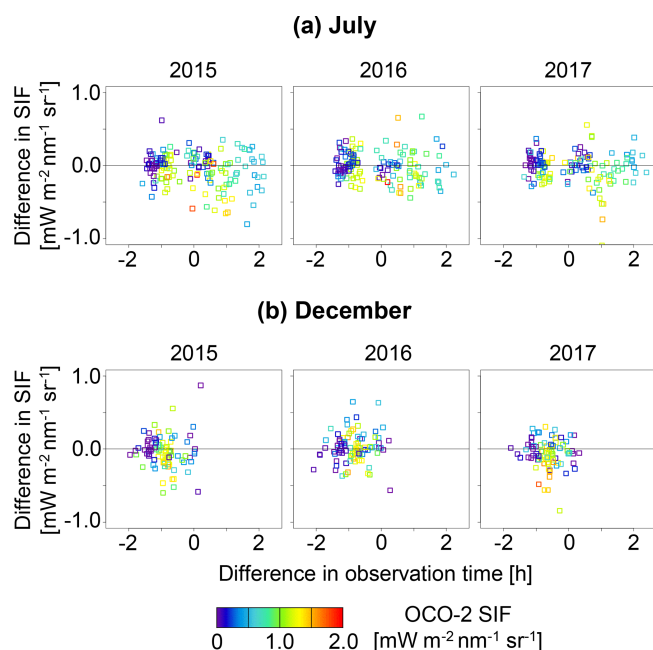 (a) July
2015 2016 2017
Difference in SIF
[mW m⁻² nm⁻¹ sr⁻¹]
1.0
0.0
-1.0
-2 0 2 -2 0 2 -2 0 2
(b) December
2015 2016 2017
Difference in SIF
[mW m⁻² nm⁻¹ sr⁻¹]
1.0
0.0
-1.0
-2 0 2 -2 0 2 -2 0 2
Difference in observation time [h]
OCO-2 SIF
0 1.0 2.0 [mW m⁻² nm⁻¹ sr⁻¹]